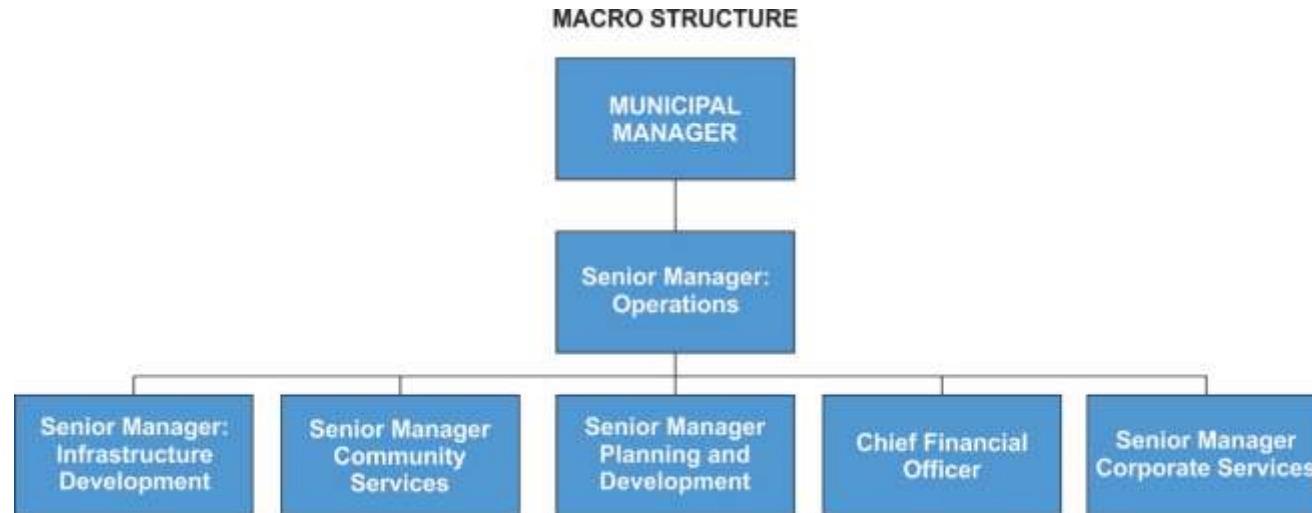 MACRO STRUCTURE
MUNICIPAL
MANAGER
Senior Manager:
Operations
Senior Manager:
Infrastructure
Development
Senior Manager
Community
Services
Senior Manager
Planning and
Development
Chief Financial
Officer
Senior Manager
Corporate Services